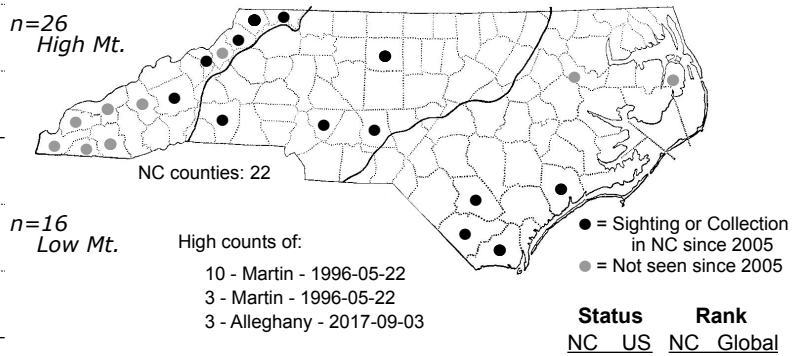 n=26
High Mt.
NC counties: 22
n=16
Low Mt.
High counts of:
10 - Martin - 1996-05-22
3 - Martin - 1996-05-22
3 - Alleghany - 2017-09-03
● = Sighting or Collection
in NC since 2005
● = Not seen since 2005
Status Rank
NC US NC Global